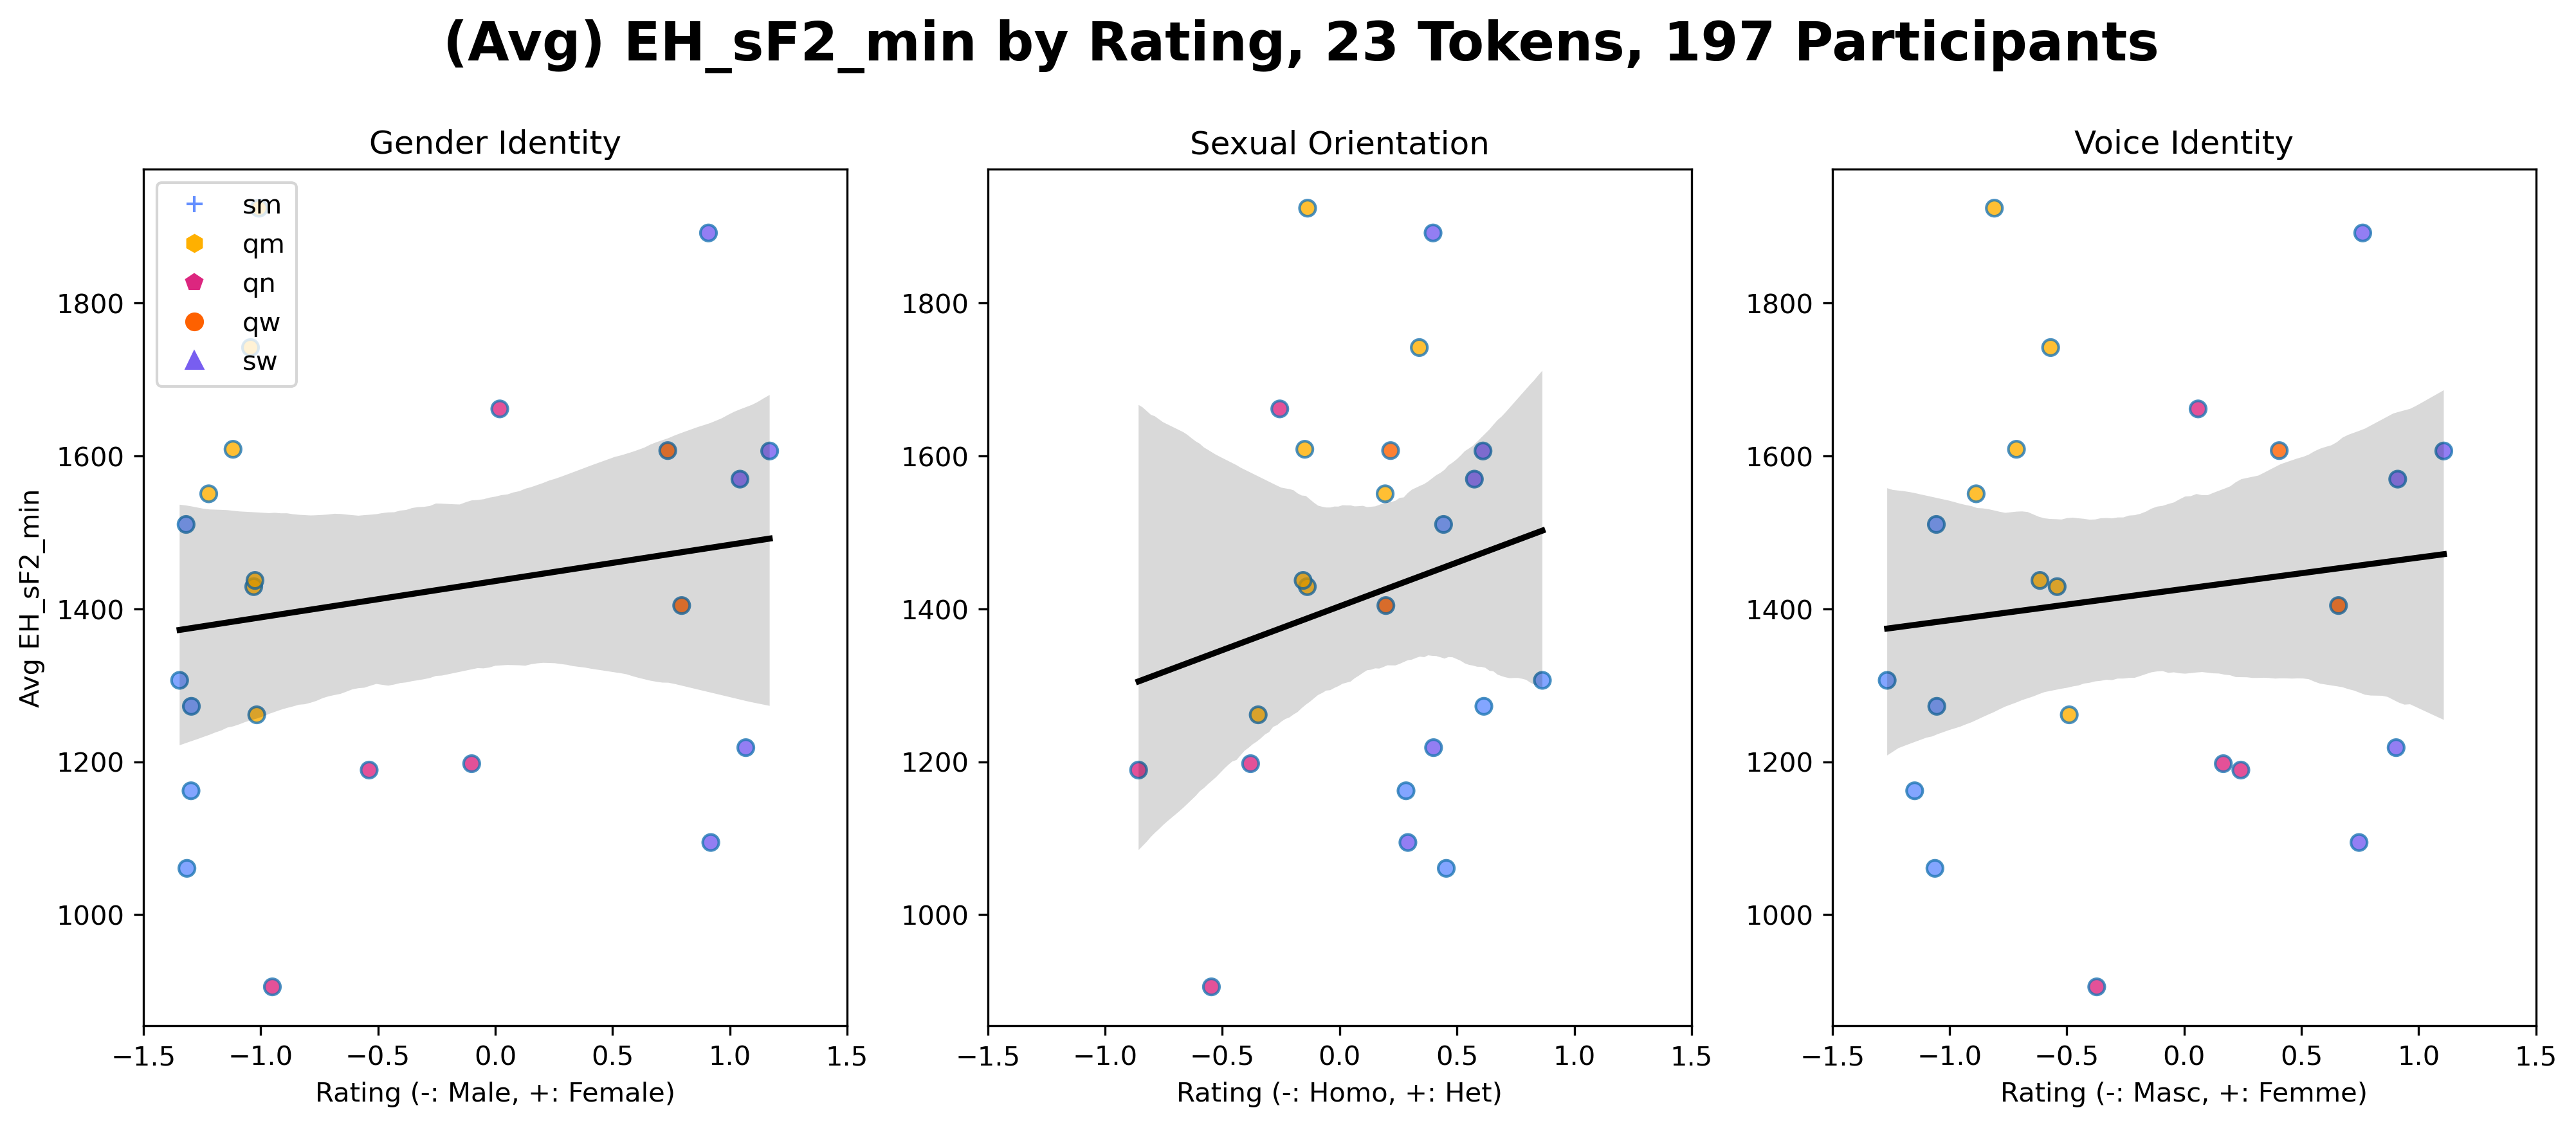 (Avg) EH_sF2_min by Rating, 23 Tokens, 197 Participants
Gender Identity
Sexual Orientation
Voice Identity
sm
qm
qn
qw
sw
Avg EH_sF2_min
1800
1600
1400
1200
1000
−1.5
−1.0
−0.5
0.0
0.5
1.0
1.5
Rating (-: Male, +: Female)
1800
1600
1400
1200
1000
−1.5
−1.0
−0.5
0.0
0.5
1.0
1.5
Rating (-: Homo, +: Het)
1800
1600
1400
1200
1000
−1.5
−1.0
−0.5
0.0
0.5
1.0
1.5
Rating (-: Masc, +: Femme)